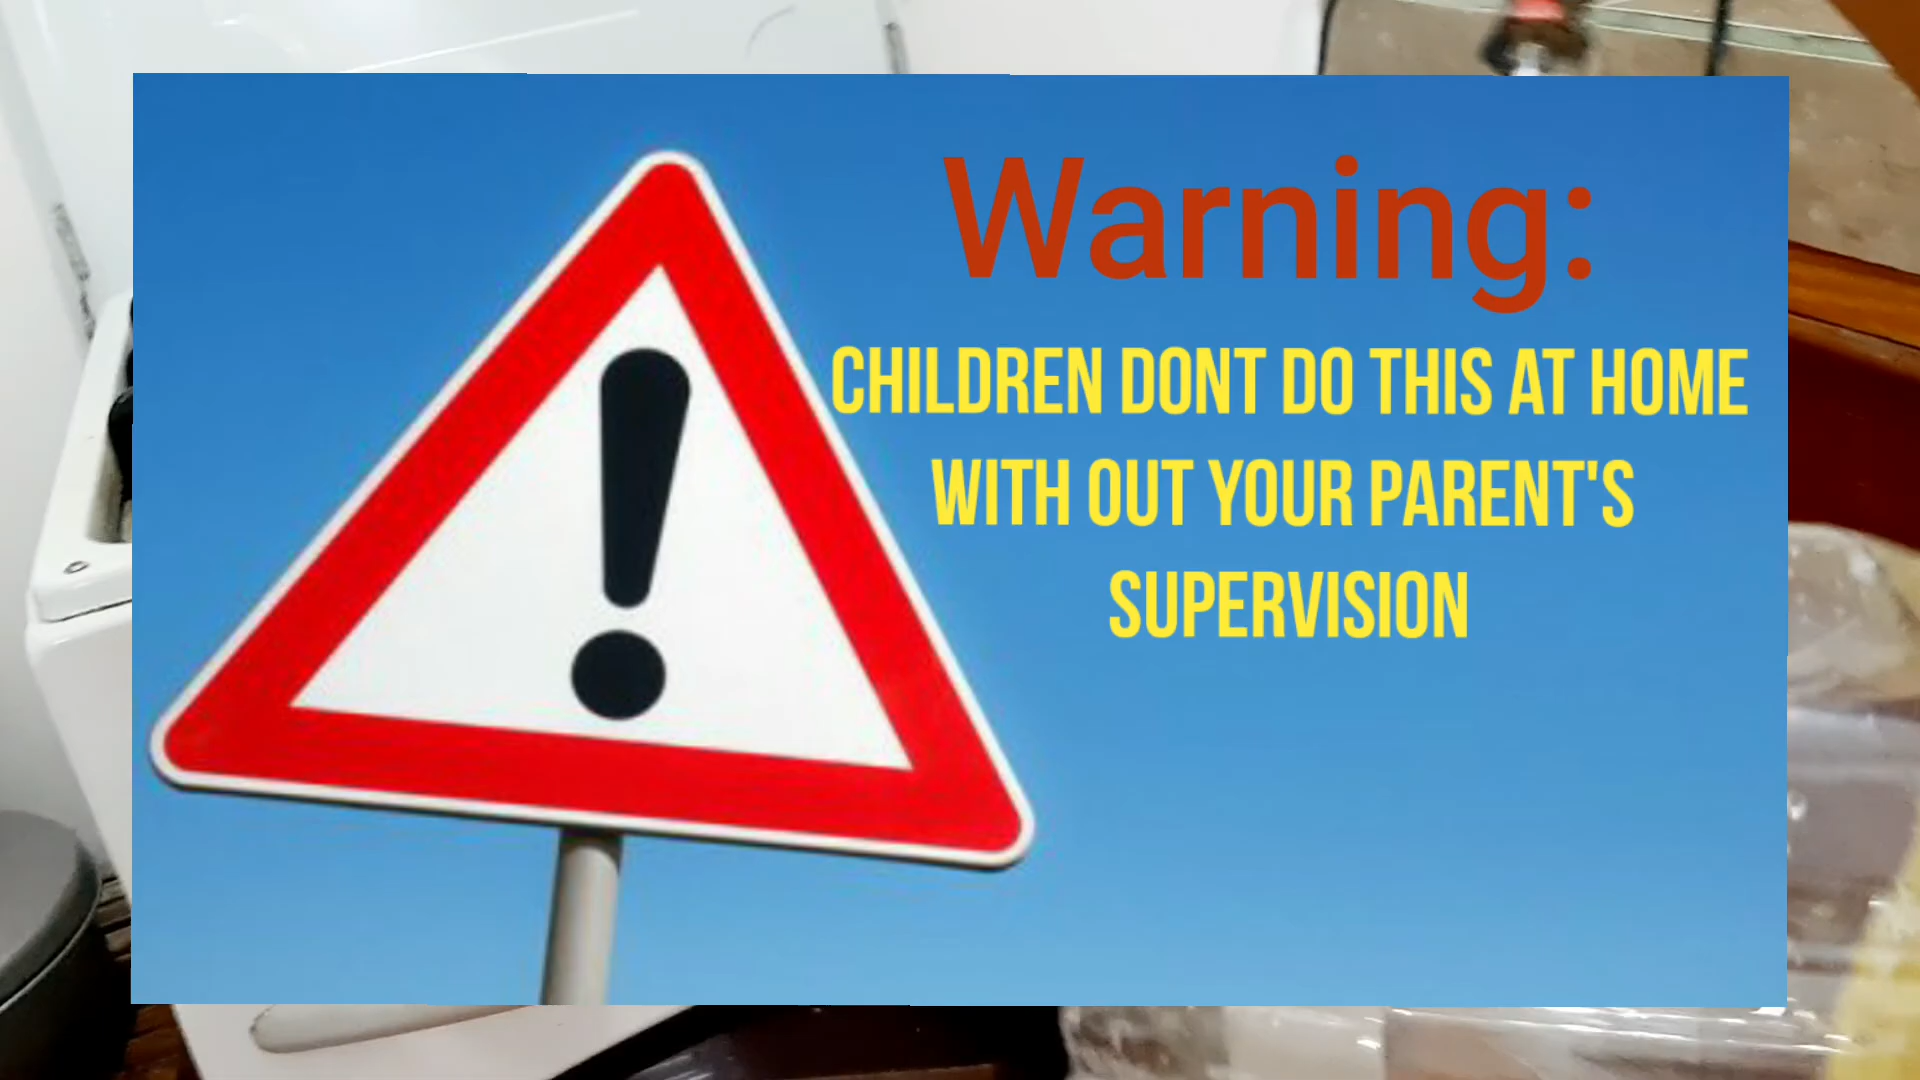 Warning:
CHILDREN DONT DO THIS AT HOME
WITH OUT YOUR PARENT'S
SUPERVISION